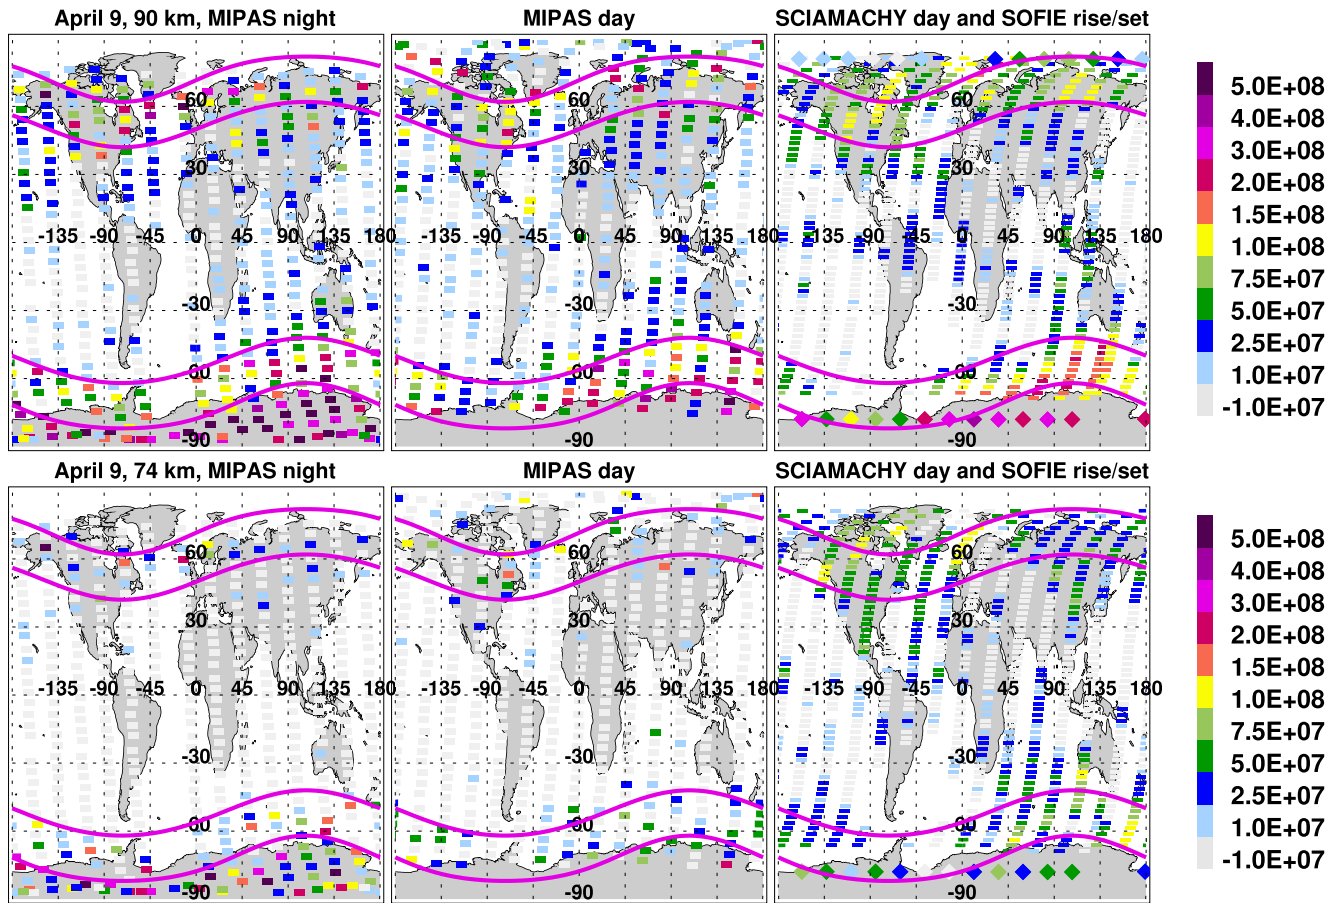 April 9, 90 km, MIPAS night
MIPAS day
SCIAMACHY day and SOFIE rise/set
60
60
60
30
30
30
-135 -90 -45 0 45 90 135 180
-135 -90 -45 0 45 90 135 180
-135 -90 -45 0 45 90 135 180
-30
-30
-30
-60
-60
-60
-90
-90
-90
5.0E+08
4.0E+08
3.0E+08
2.0E+08
1.5E+08
1.0E+08
7.5E+07
5.0E+07
2.5E+07
1.0E+07
-1.0E+07
April 9, 74 km, MIPAS night
MIPAS day
SCIAMACHY day and SOFIE rise/set
60
60
60
30
30
30
-135 -90 -45 0 45 90 135 180
-135 -90 -45 0 45 90 135 180
-135 -90 -45 0 45 90 135 180
-30
-30
-30
-60
-60
-60
-90
-90
-90
5.0E+08
4.0E+08
3.0E+08
2.0E+08
1.5E+08
1.0E+08
7.5E+07
5.0E+07
2.5E+07
1.0E+07
-1.0E+07